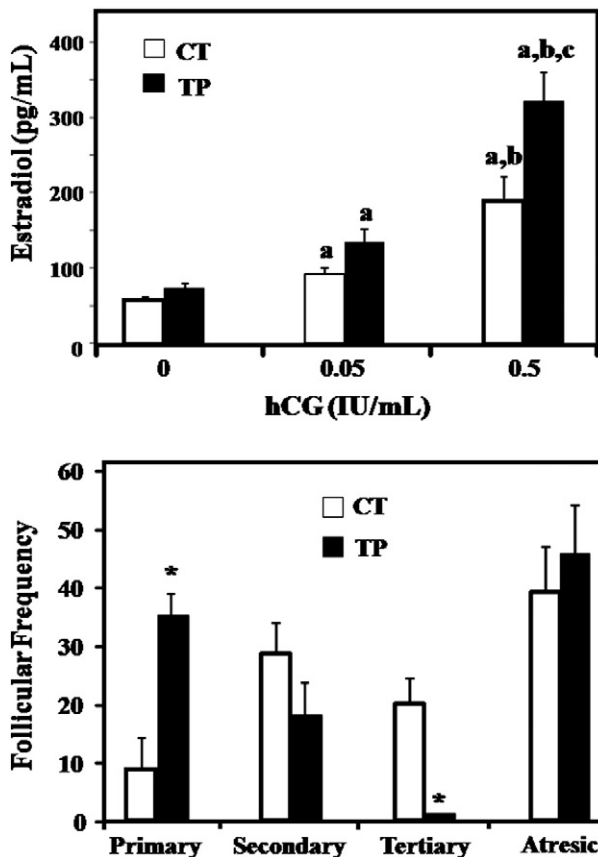 400
300
200
100
0
Estradiol (pg/mL)
CT
TP
a
a
a,b
a,b,c
0 0.05 0.5
hCG (IU/mL)
60
50
40
30
20
10
0
Follicular Frequency
CT
TP
*
*
Primary Secondary Tertiary Atresic